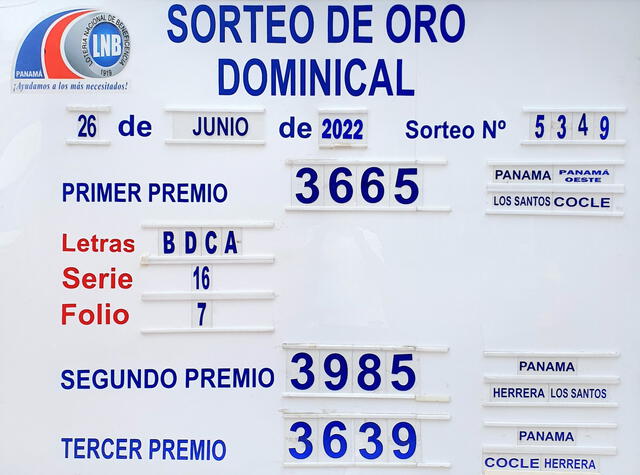 SORTEO DE ORO
DOMINICAL
LOTERIA NACIONAL DE BENEFICENCIA
LNB
1919
PANAMÁ
¡Ayudamos a los más necesitados!
26 de JUNIO de 2022 Sorteo Nº 5349
PRIMER PREMIO 3665 PANAMA PANAMÁ OESTE
LOS SANTOS COCLE
Letras BDCA
Serie 16
Folio 7
SEGUNDO PREMIO 3985 PANAMA
HERRERA LOS SANTOS
TERCER PREMIO 3639 PANAMA
COCLE HERRERA